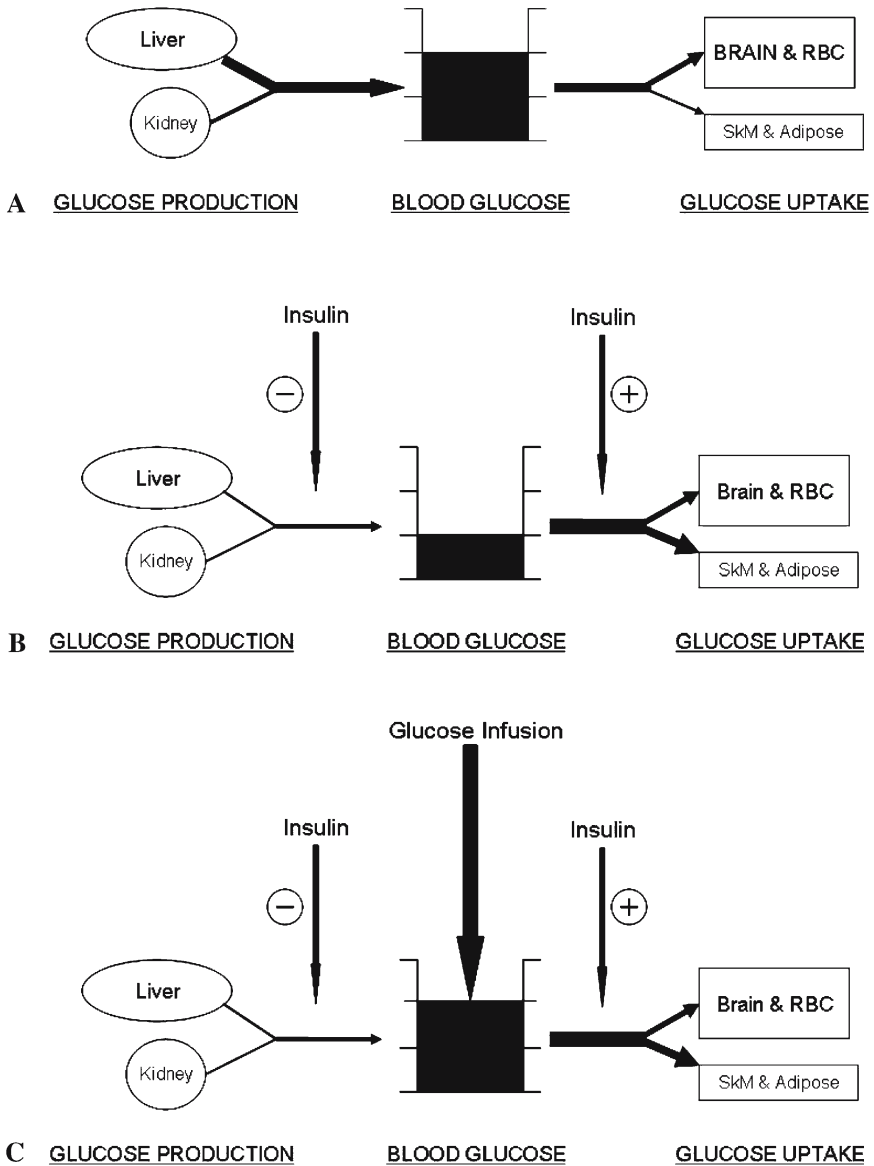 Liver
BRAIN & RBC
Kidney
SkM & Adipose
A GLUCOSE PRODUCTION BLOOD GLUCOSE GLUCOSE UPTAKE
Insulin Insulin
− +
Liver
Brain & RBC
Kidney
SkM & Adipose
B GLUCOSE PRODUCTION BLOOD GLUCOSE GLUCOSE UPTAKE
Glucose Infusion
Insulin Insulin
− +
Liver
Brain & RBC
Kidney
SkM & Adipose
C GLUCOSE PRODUCTION BLOOD GLUCOSE GLUCOSE UPTAKE